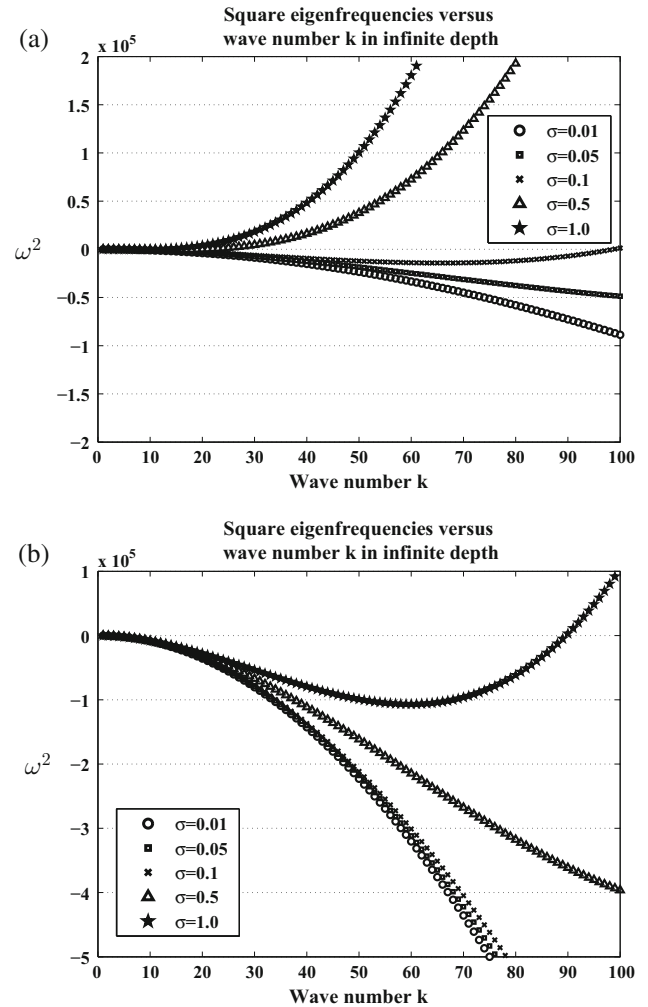 (a)
Square eigenfrequencies versus
wave number k in infinite depth
x 10⁵
2
1.5
1
0.5
0
−0.5
−1
−1.5
−2
ω²
σ=0.01
σ=0.05
σ=0.1
σ=0.5
σ=1.0
0 10 20 30 40 50 60 70 80 90 100
Wave number k
(b)
Square eigenfrequencies versus
wave number k in infinite depth
x 10⁵
1
0
−1
−2
−3
−4
−5
ω²
σ=0.01
σ=0.05
σ=0.1
σ=0.5
σ=1.0
0 10 20 30 40 50 60 70 80 90 100
Wave number k